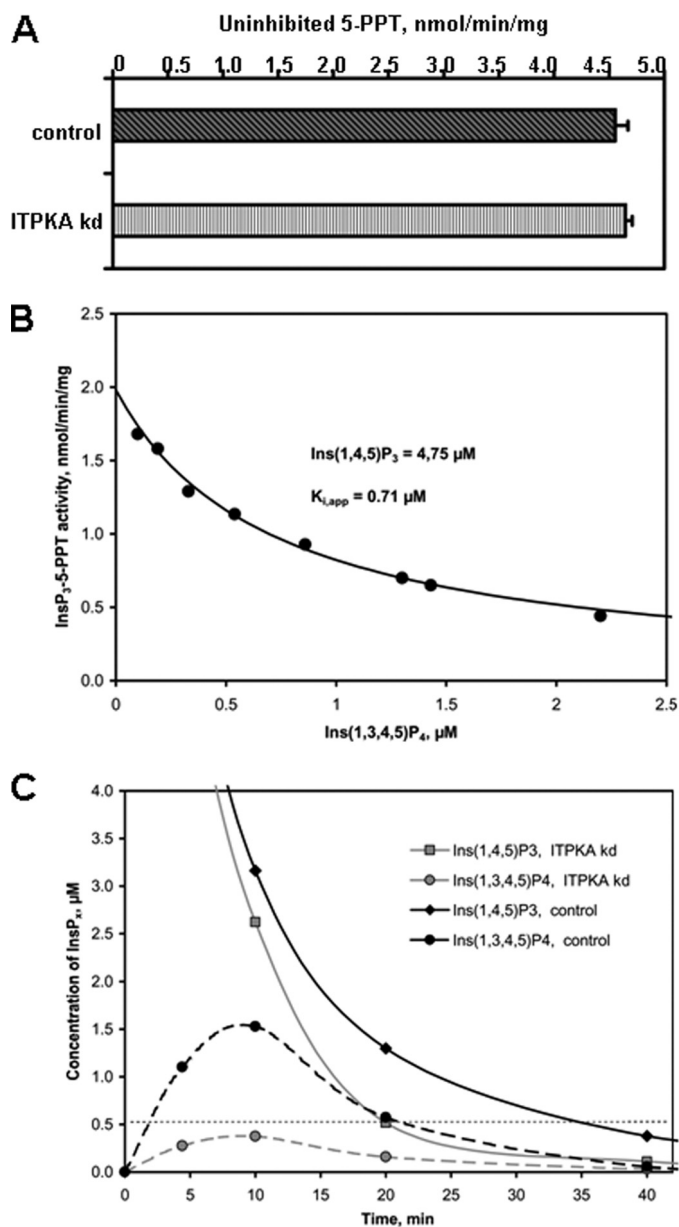 A
Uninhibited 5-PPT, nmol/min/mg
0 0.5 1.0 1.5 2.0 2.5 3.0 3.5 4.0 4.5 5.0
control
ITPKA kd
B
InsP3-5-PPT activity, nmol/min/mg
2.5
2.0
1.5
1.0
0.5
0.0
Ins(1,4,5)P3 = 4,75 µM
Ki,app = 0.71 µM
0 0.5 1 1.5 2 2.5
Ins(1,3,4,5)P4, µM
C
Concentration of InsPx, µM
4.0
3.5
3.0
2.5
2.0
1.5
1.0
0.5
0.0
Ins(1,4,5)P3, ITPKA kd
Ins(1,3,4,5)P4, ITPKA kd
Ins(1,4,5)P3, control
Ins(1,3,4,5)P4, control
0 5 10 15 20 25 30 35 40
Time, min